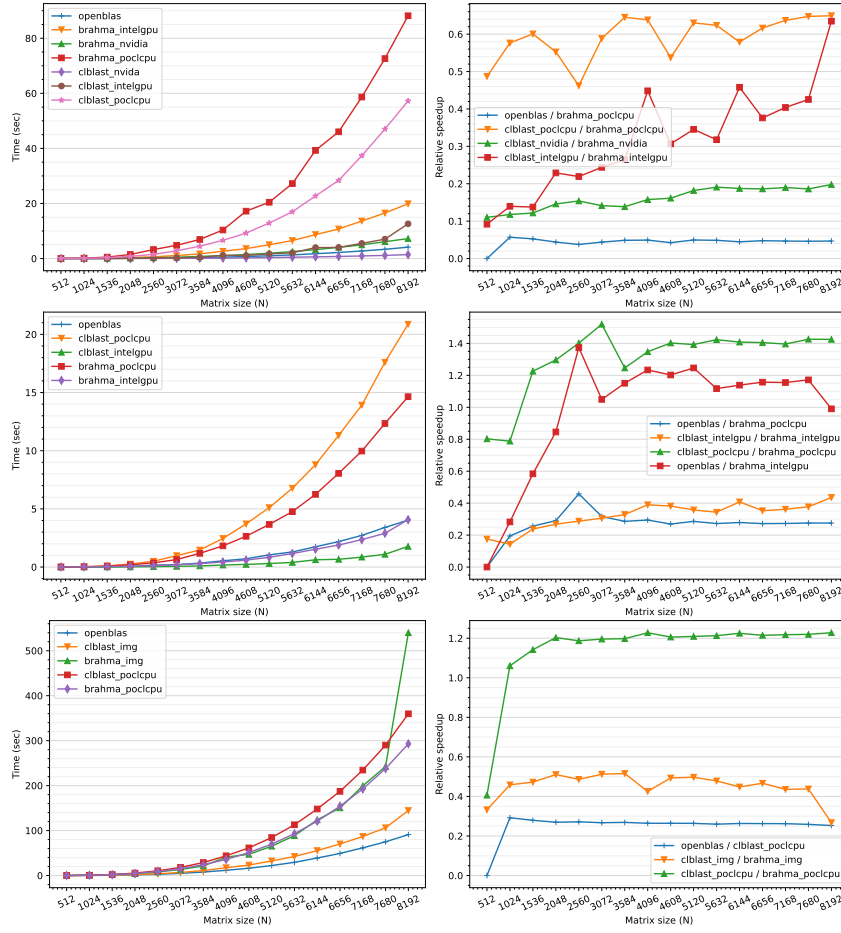 openblas
brahma_intelgpu
brahma_nvidia
brahma_poclcpu
clblast_nvida
clblast_intelgpu
clblast_poclcpu
Time (sec)
80
60
40
20
0
512 1024 1536 2048 2560 3072 3584 4096 4608 5120 5632 6144 6656 7168 7680 8192
Matrix size (N)
openblas / brahma_poclcpu
clblast_poclcpu / brahma_poclcpu
clblast_nvidia / brahma_nvidia
clblast_intelgpu / brahma_intelgpu
Relative speedup
0.6
0.5
0.4
0.3
0.2
0.1
0.0
512 1024 1536 2048 2560 3072 3584 4096 4608 5120 5632 6144 6656 7168 7680 8192
Matrix size (N)
openblas
clblast_poclcpu
clblast_intelgpu
brahma_poclcpu
brahma_intelgpu
Time (sec)
20
15
10
5
0
512 1024 1536 2048 2560 3072 3584 4096 4608 5120 5632 6144 6656 7168 7680 8192
Matrix size (N)
openblas / brahma_poclcpu
clblast_intelgpu / brahma_intelgpu
clblast_poclcpu / brahma_poclcpu
openblas / brahma_intelgpu
Relative speedup
1.4
1.2
1.0
0.8
0.6
0.4
0.2
0.0
512 1024 1536 2048 2560 3072 3584 4096 4608 5120 5632 6144 6656 7168 7680 8192
Matrix size (N)
openblas
clblast_img
brahma_img
clblast_poclcpu
brahma_poclcpu
Time (sec)
500
400
300
200
100
0
512 1024 1536 2048 2560 3072 3584 4096 4608 5120 5632 6144 6656 7168 7680 8192
Matrix size (N)
openblas / clblast_poclcpu
clblast_img / brahma_img
clblast_poclcpu / brahma_poclcpu
Relative speedup
1.2
1.0
0.8
0.6
0.4
0.2
0.0
512 1024 1536 2048 2560 3072 3584 4096 4608 5120 5632 6144 6656 7168 7680 8192
Matrix size (N)